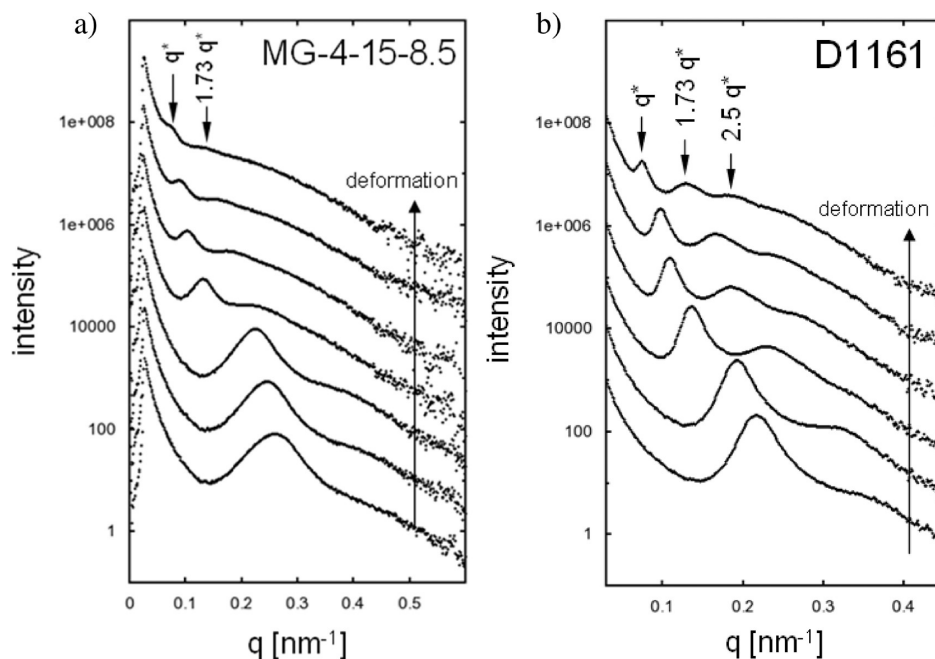 a)
MG-4-15-8.5
q*
1.73 q*
deformation
intensity
1e+008
1e+006
10000
100
1
0
0.1
0.2
0.3
0.4
0.5
q [nm-1]
b)
D1161
q*
1.73 q*
2.5 q*
deformation
intensity
1e+008
1e+006
10000
100
1
0.1
0.2
0.3
0.4
q [nm-1]